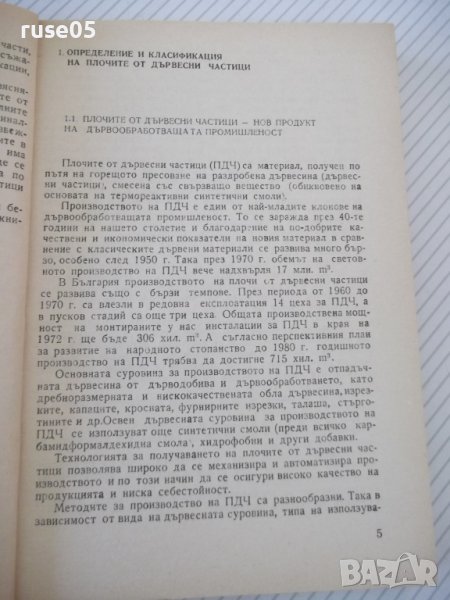 ruse05
1. ОПРЕДЕЛЕНИЕ И КЛАСИФИКАЦИЯ
НА ПЛОЧИТЕ ОТ ДЪРВЕСНИ ЧАСТИЦИ
1.1. ПЛОЧИТЕ ОТ ДЪРВЕСНИ ЧАСТИЦИ – НОВ ПРОДУКТ
НА ДЪРВООБРАБОТВАЩАТА ПРОМИШЛЕНОСТ
Плочите от дървесни частици (ПДЧ) са материал, получен по
пътя на горещото пресоване на раздробена дървесина (дървес-
ни частици), смесена със свързващо вещество (обикновено на
основата на термореактивни синтетични смоли).
Производството на ПДЧ е един от най-младите клонове на
дървообработващата промишленост. То се заражда през 40-те
години на нашето столетие и благодарение на по-добрите ка-
чествени и икономически показатели на новия материал в срав-
нение с класическите дървени материали се развива много бър-
зо, особено след 1950 г. Така през 1970 г. обемът на световното
производство на ПДЧ вече надхвърля 17 млн. m³.
В България производството на плочи от дървесни частици
се развива също с бързи темпове. През периода от 1960 до
1970 г. са влезли в редовна експлоатация 14 цеха за ПДЧ, а
в пусков стадий са още три цеха. Общата производствена мощ-
ност на монтираните у нас инсталации за ПДЧ в края на
1972 г. ще бъде 306 хил. m³. А съгласно перспективния план
за развитие на народното стопанство до 1980 г. годишното
производство на ПДЧ трябва да достигне 715 хил. m³.
Основната суровина за производството на ПДЧ е отпадъч-
ната дървесина от дърводобива и дървообработването, като
дребноразмерната и нискокачествената обла дървесина, изрез-
ки, капаците, кросната, фурнирните изрезки, талаша, стърго-
тините и др. Освен дървесната суровина за производството на
ПДЧ се използуват още синтетични смоли (преди всичко кар-
бамидформалдехидна смола), хидрофобни и други добавки.
Технологията за получаването на плочи от дървесни час-
тици позволява широко да се механизира и автоматизира про-
изводството и по този начин да се осигури високо качество на
продукцията и ниска себестойност.
Методите за производство на ПДЧ са разнообразни. Така в
зависимост от вида на дървесната суровина, типа на използува-
5
BAZAR